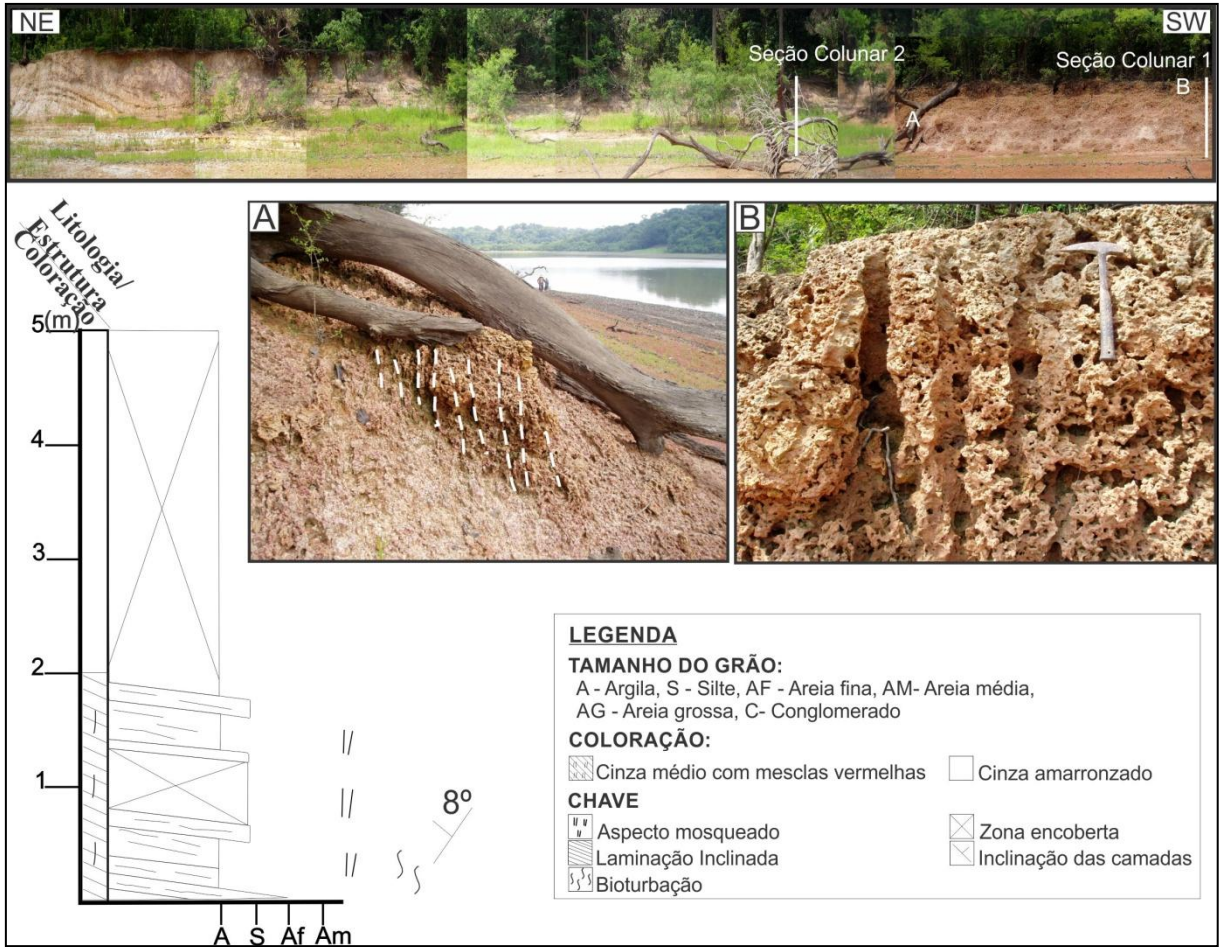 NE
SW
Seção Colunar 2
Seção Colunar 1
A
B
Litologia/
Estrutura
Coloração
A
B
5(m)
4
3
2
1
8º
A S Af Am
LEGENDA
TAMANHO DO GRÃO:
A - Argila, S - Silte, AF - Areia fina, AM- Areia média,
AG - Areia grossa, C- Conglomerado
COLORAÇÃO:
Cinza médio com mesclas vermelhas
Cinza amarronzado
CHAVE
Aspecto mosqueado
Zona encoberta
Laminação Inclinada
Inclinação das camadas
Bioturbação